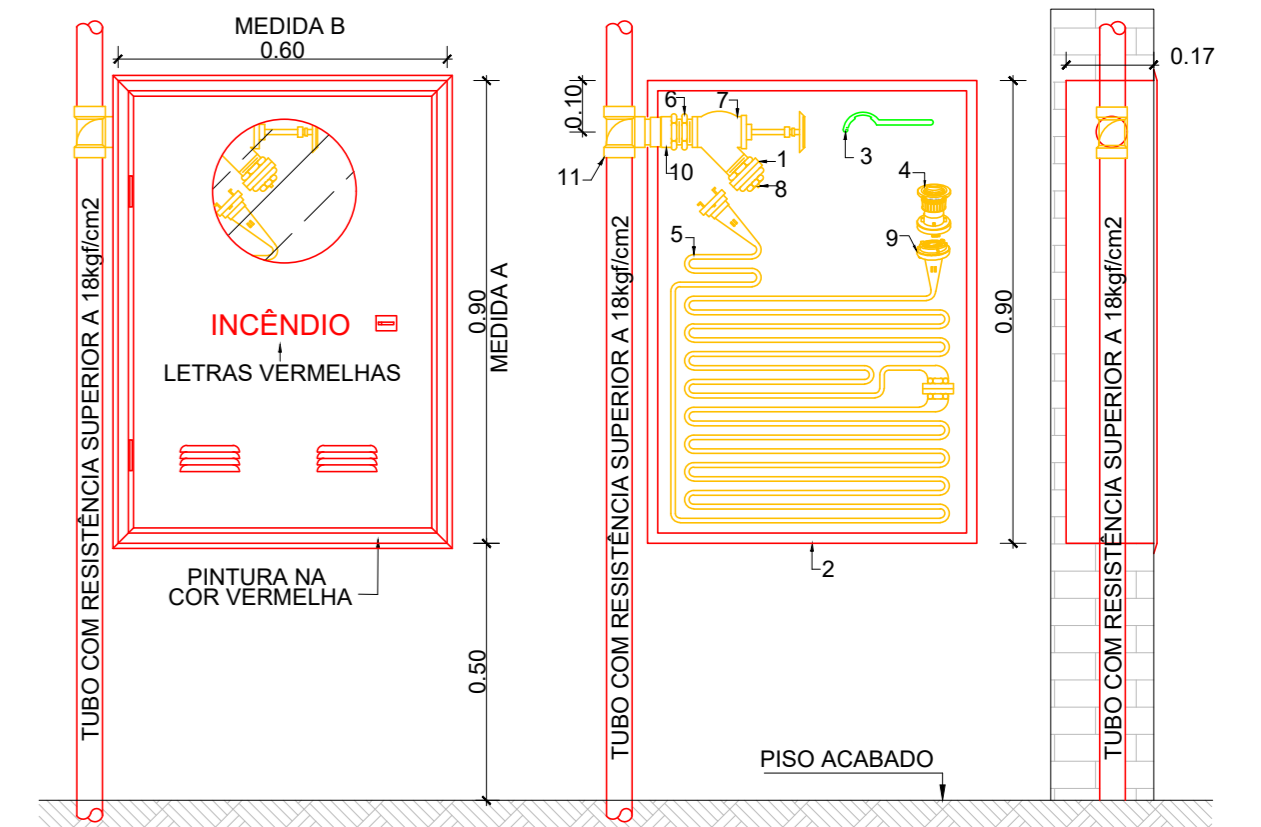 MEDIDA B
0.60
TUBO COM RESISTÊNCIA SUPERIOR A 18kgf/cm2
INCÊNDIO
LETRAS VERMELHAS
PINTURA NA
COR VERMELHA
0.90
MEDIDA A
0.50
0.10
6
7
3
1
8
10
11
4
9
5
2
TUBO COM RESISTÊNCIA SUPERIOR A 18kgf/cm2
0.90
PISO ACABADO
0.17
TUBO COM RESISTÊNCIA SUPERIOR A 18kgf/cm2